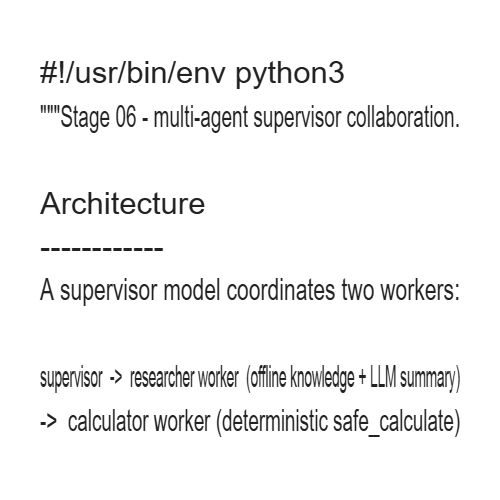 #!/usr/bin/env python3
"""Stage 06 - multi-agent supervisor collaboration.
Architecture
------------
A supervisor model coordinates two workers:
supervisor -> researcher worker (offline knowledge + LLM summary)
-> calculator worker (deterministic safe_calculate)